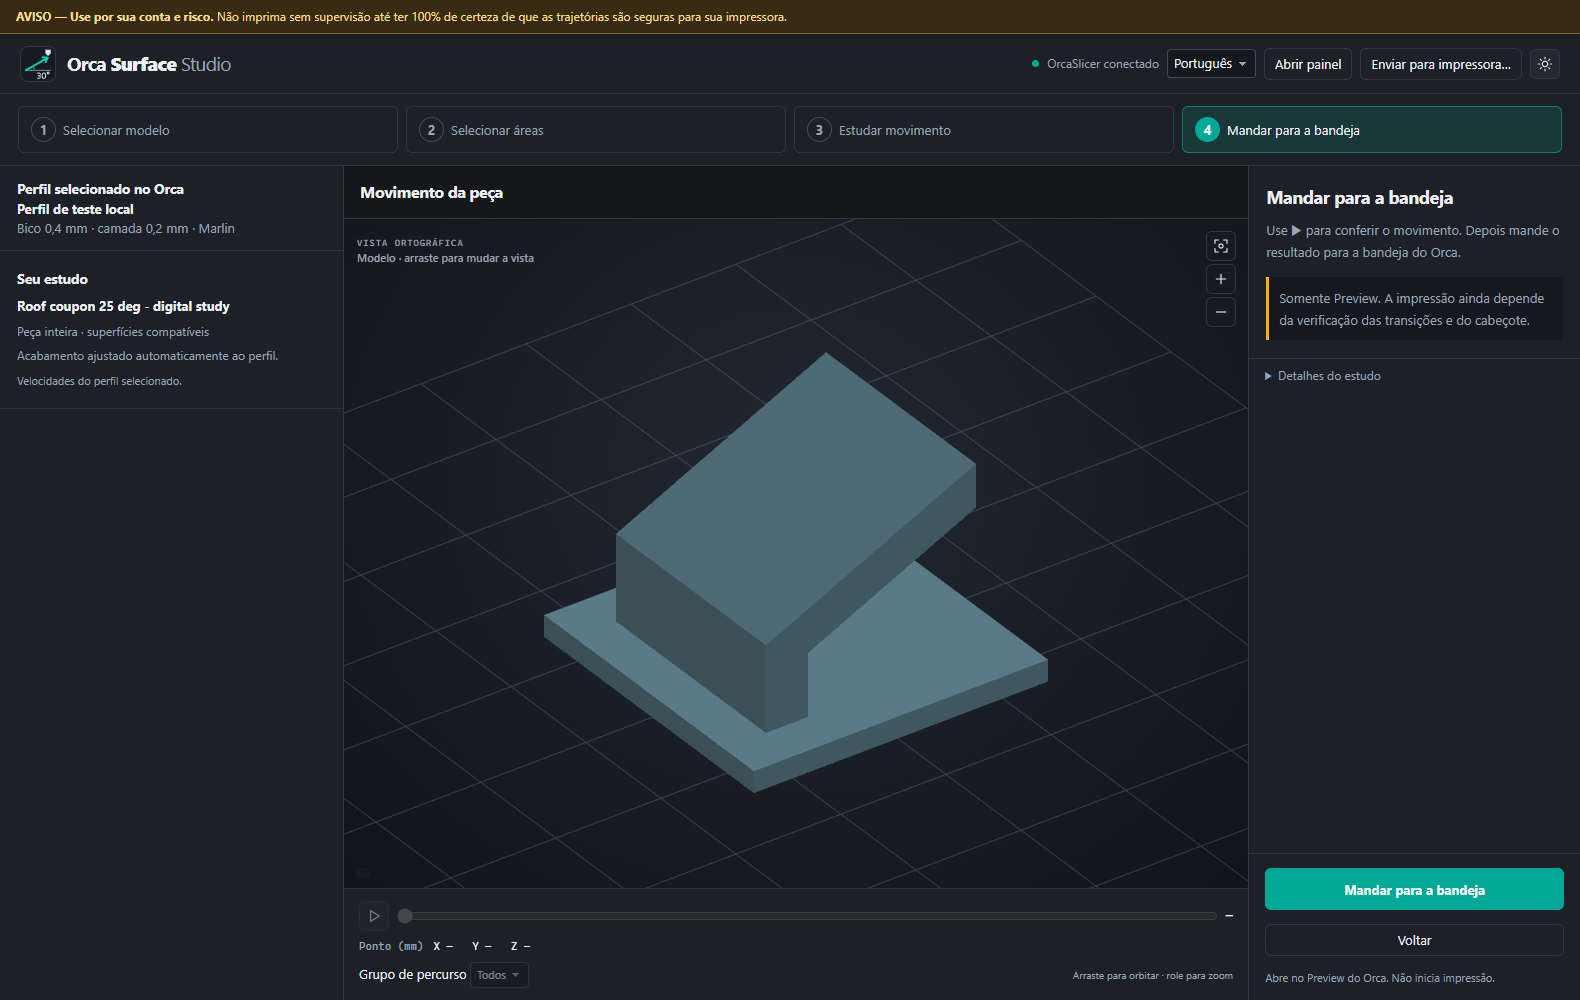 AVISO — Use por sua conta e risco. Não imprima sem supervisão até ter 100% de certeza de que as trajetórias são seguras para sua impressora.
30°
Orca Surface Studio
OrcaSlicer conectado
Português
Abrir painel
Enviar para impressora...
1 Selecionar modelo
2 Selecionar áreas
3 Estudar movimento
4 Mandar para a bandeja
Perfil selecionado no Orca
Perfil de teste local
Bico 0,4 mm · camada 0,2 mm · Marlin
Seu estudo
Roof coupon 25 deg - digital study
Peça inteira · superfícies compatíveis
Acabamento ajustado automaticamente ao perfil.
Velocidades do perfil selecionado.
Movimento da peça
VISTA ORTOGRÁFICA
Modelo · arraste para mudar a vista
Ponto (mm) X – Y – Z –
Grupo de percurso Todos
Arraste para orbitar · role para zoom
Mandar para a bandeja
Use ▶ para conferir o movimento. Depois mande o
resultado para a bandeja do Orca.
Somente Preview. A impressão ainda depende
da verificação das transições e do cabeçote.
▶ Detalhes do estudo
Mandar para a bandeja
Voltar
Abre no Preview do Orca. Não inicia impressão.